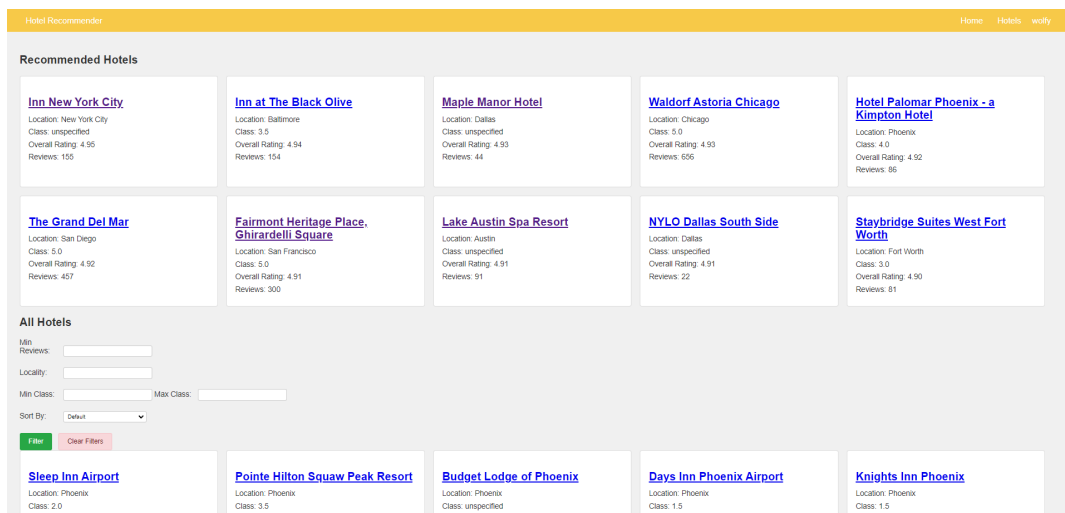 Hotel Recommender
Home Hotels wolfy
Recommended Hotels
Inn New York City
Location: New York City
Class: unspecified
Overall Rating: 4.95
Reviews: 155
Inn at The Black Olive
Location: Baltimore
Class: 3.5
Overall Rating: 4.94
Reviews: 154
Maple Manor Hotel
Location: Dallas
Class: unspecified
Overall Rating: 4.93
Reviews: 44
Waldorf Astoria Chicago
Location: Chicago
Class: 5.0
Overall Rating: 4.93
Reviews: 656
Hotel Palomar Phoenix - a
Kimpton Hotel
Location: Phoenix
Class: 4.0
Overall Rating: 4.92
Reviews: 86
The Grand Del Mar
Location: San Diego
Class: 5.0
Overall Rating: 4.92
Reviews: 457
Fairmont Heritage Place,
Ghirardelli Square
Location: San Francisco
Class: 5.0
Overall Rating: 4.91
Reviews: 300
Lake Austin Spa Resort
Location: Austin
Class: unspecified
Overall Rating: 4.91
Reviews: 91
NYLO Dallas South Side
Location: Dallas
Class: unspecified
Overall Rating: 4.91
Reviews: 22
Staybridge Suites West Fort
Worth
Location: Fort Worth
Class: 3.0
Overall Rating: 4.90
Reviews: 81
All Hotels
Min
Reviews:
Locality:
Min Class: Max Class:
Sort By: Default
Filter Clear Filters
Sleep Inn Airport
Location: Phoenix
Class: 2.0
Pointe Hilton Squaw Peak Resort
Location: Phoenix
Class: 3.5
Budget Lodge of Phoenix
Location: Phoenix
Class: unspecified
Days Inn Phoenix Airport
Location: Phoenix
Class: 1.5
Knights Inn Phoenix
Location: Phoenix
Class: 1.5